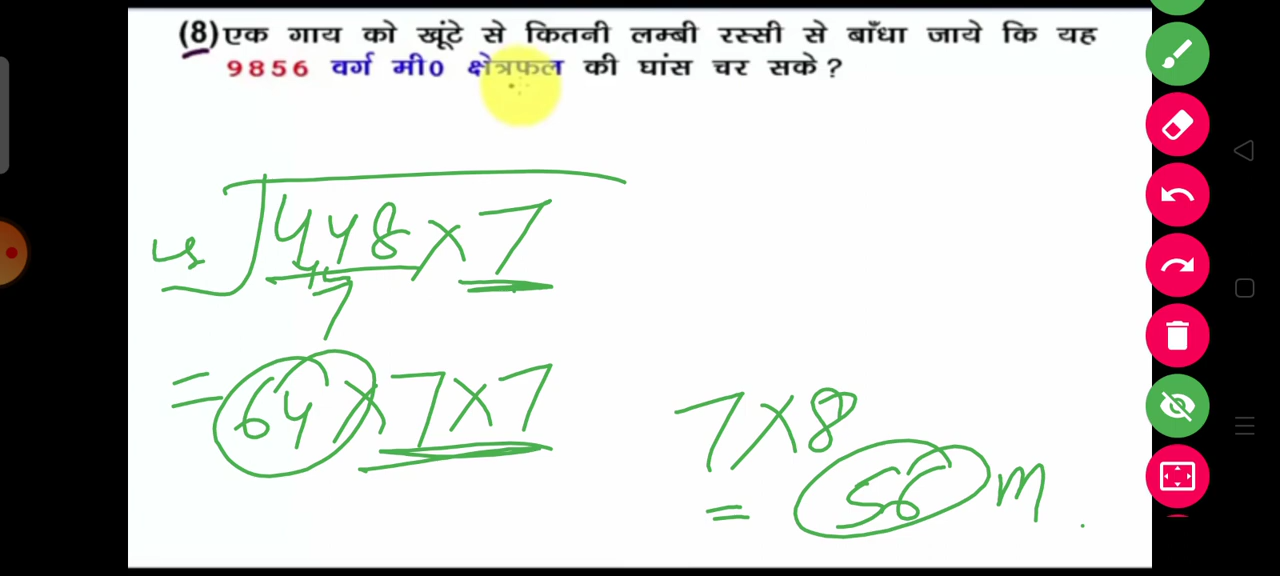 (8) एक गाय को खूंटे से कितनी लम्बी रस्सी से बाँधा जाये कि यह
9856 वर्ग मी0 क्षेत्रफल की घांस चर सके ?
√448 × 7
7
= 64 × 7 × 7
7 × 8
= 56 m.